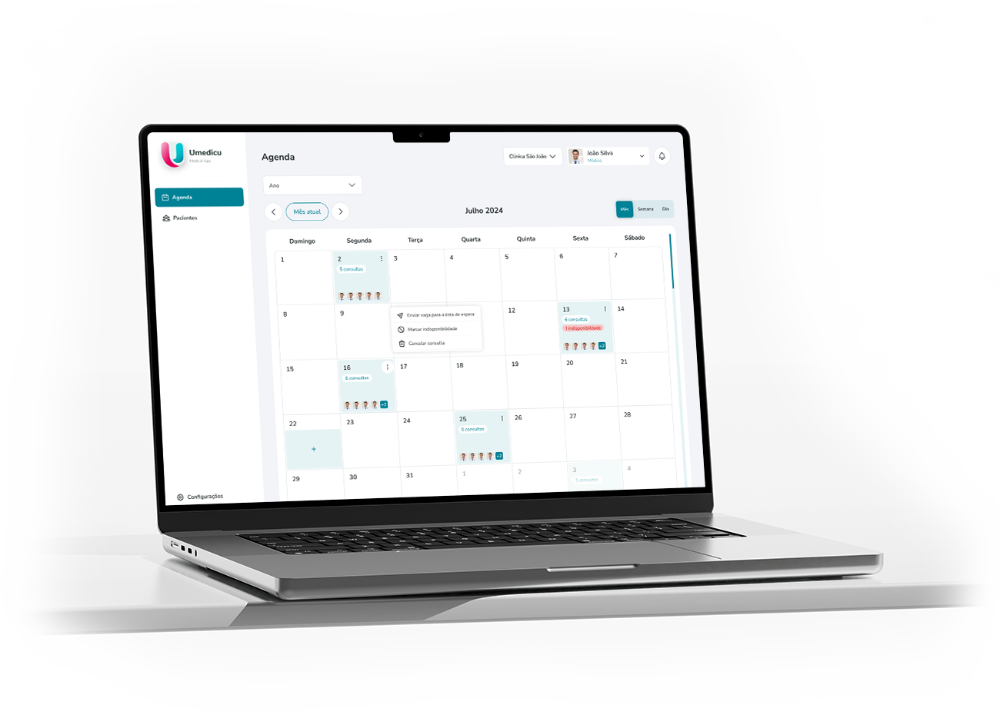 Umedicu
Medical App
Agenda
Pacientes
Configurações
Agenda
Clínica São João
João Silva
Médico
Ano
Mês atual
Julho 2024
Mês Semana Dia
Domingo Segunda Terça Quarta Quinta Sexta Sábado
1 2 3 4 5 6 7
5 consultas
8 9 12 13 14
Enviar vaga para a lista de espera
Marcar indisponibilidade
Cancelar consulta
6 consultas
1 indisponibilidade
+2
15 16 17 18 19 20 21
6 consultas
+2
22 23 24 25 26 27 28
+
6 consultas
+2
29 30 31 1 2 3 4
5 consultas